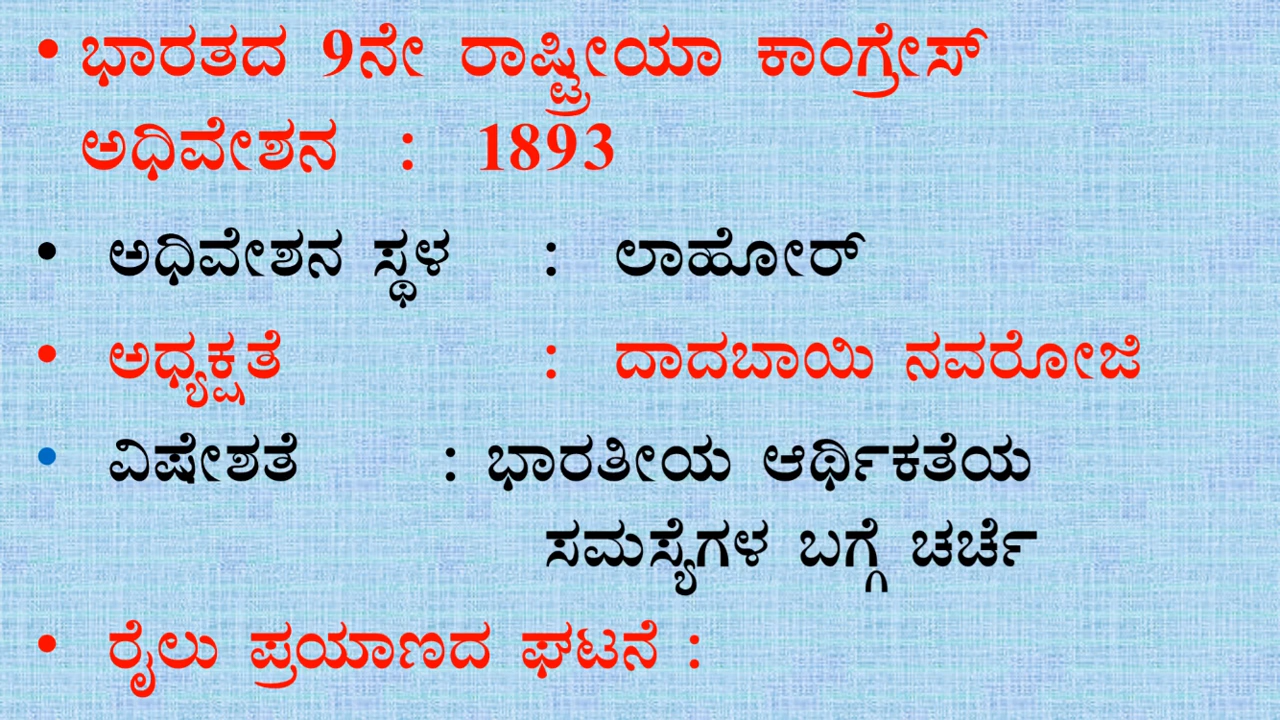 • ಭಾರತದ 9ನೇ ರಾಷ್ಟ್ರೀಯಾ ಕಾಂಗ್ರೇಸ್
ಅಧಿವೇಶನ : 1893
• ಅಧಿವೇಶನ ಸ್ಥಳ : ಲಾಹೋರ್
• ಅಧ್ಯಕ್ಷತೆ : ದಾದಬಾಯಿ ನವರೋಜಿ
• ವಿಷೇಶತೆ : ಭಾರತೀಯ ಆರ್ಥಿಕತೆಯ
ಸಮಸ್ಯೆಗಳ ಬಗ್ಗೆ ಚರ್ಚೆ
• ರೈಲು ಪ್ರಯಾಣದ ಘಟನೆ :